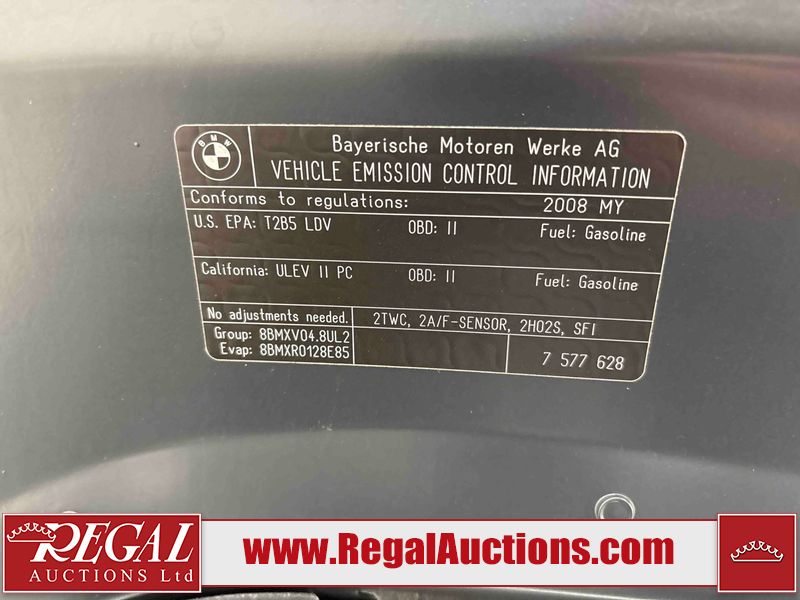 BMW
Bayerische Motoren Werke AG
VEHICLE EMISSION CONTROL INFORMATION
Conforms to regulations: 2008 MY
U.S. EPA: T2B5 LDV OBD: II Fuel: Gasoline
California: ULEV II PC OBD: II Fuel: Gasoline
No adjustments needed. 2TWC, 2A/F-SENSOR, 2HO2S, SFI
Group: 8BMXV04.8UL2
Evap: 8BMXR0128E85
7 577 628
REGAL
AUCTIONS Ltd
www.RegalAuctions.com